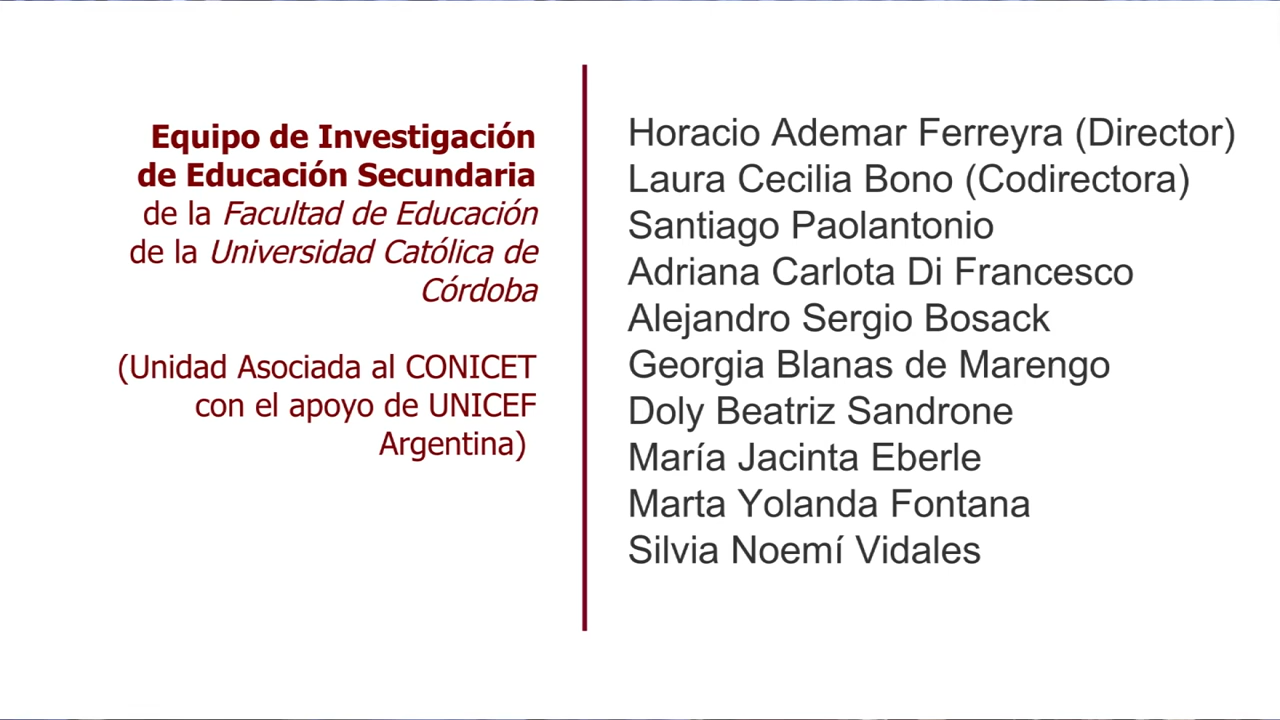 Equipo de Investigación
de Educación Secundaria
de la Facultad de Educación
de la Universidad Católica de
Córdoba
(Unidad Asociada al CONICET
con el apoyo de UNICEF
Argentina)
Horacio Ademar Ferreyra (Director)
Laura Cecilia Bono (Codirectora)
Santiago Paolantonio
Adriana Carlota Di Francesco
Alejandro Sergio Bosack
Georgia Blanas de Marengo
Doly Beatriz Sandrone
María Jacinta Eberle
Marta Yolanda Fontana
Silvia Noemí Vidales